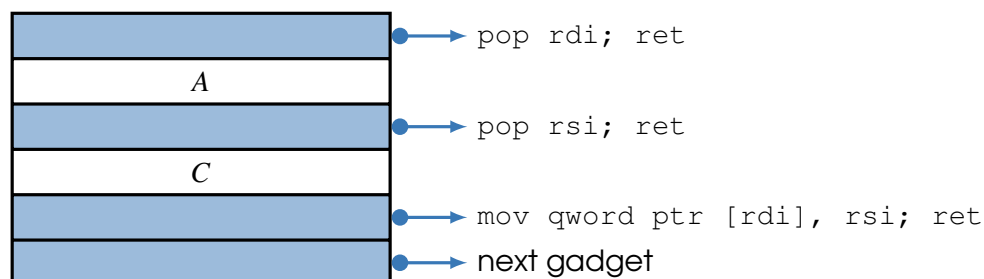 pop rdi; ret
A
pop rsi; ret
C
mov qword ptr [rdi], rsi; ret
next gadget